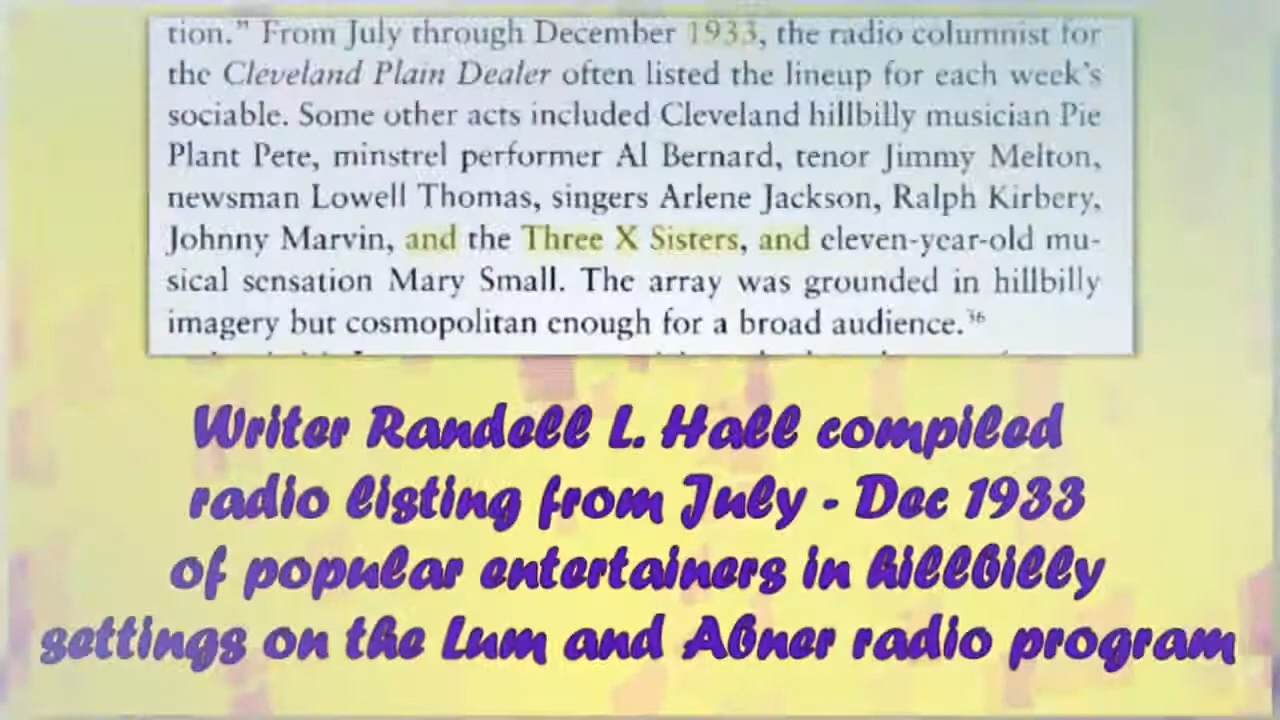 tion.” From July through December 1933, the radio columnist for
the Cleveland Plain Dealer often listed the lineup for each week’s
sociable. Some other acts included Cleveland hillbilly musician Pie
Plant Pete, minstrel performer Al Bernard, tenor Jimmy Melton,
newsman Lowell Thomas, singers Arlene Jackson, Ralph Kirbery,
Johnny Marvin, and the Three X Sisters, and eleven-year-old mu-
sical sensation Mary Small. The array was grounded in hillbilly
imagery but cosmopolitan enough for a broad audience.³⁶
Writer Randell L. Hall compiled
radio listing from July - Dec 1933
of popular entertainers in hillbilly
settings on the Lum and Abner radio program